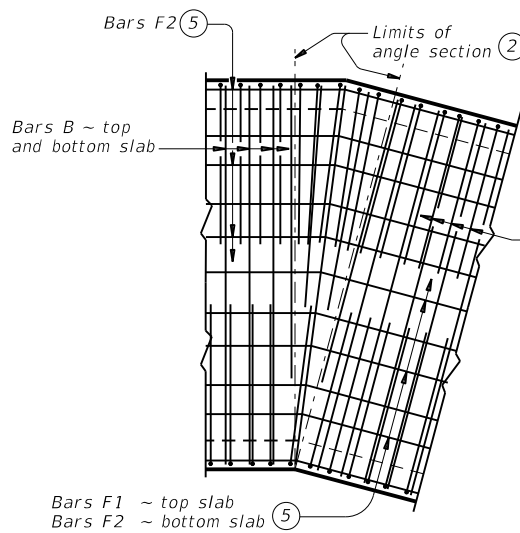 Bars F2 5
Limits of
angle section 2
Bars B ~ top
and bottom slab
Bars F1 ~ top slab
Bars F2 ~ bottom slab 5